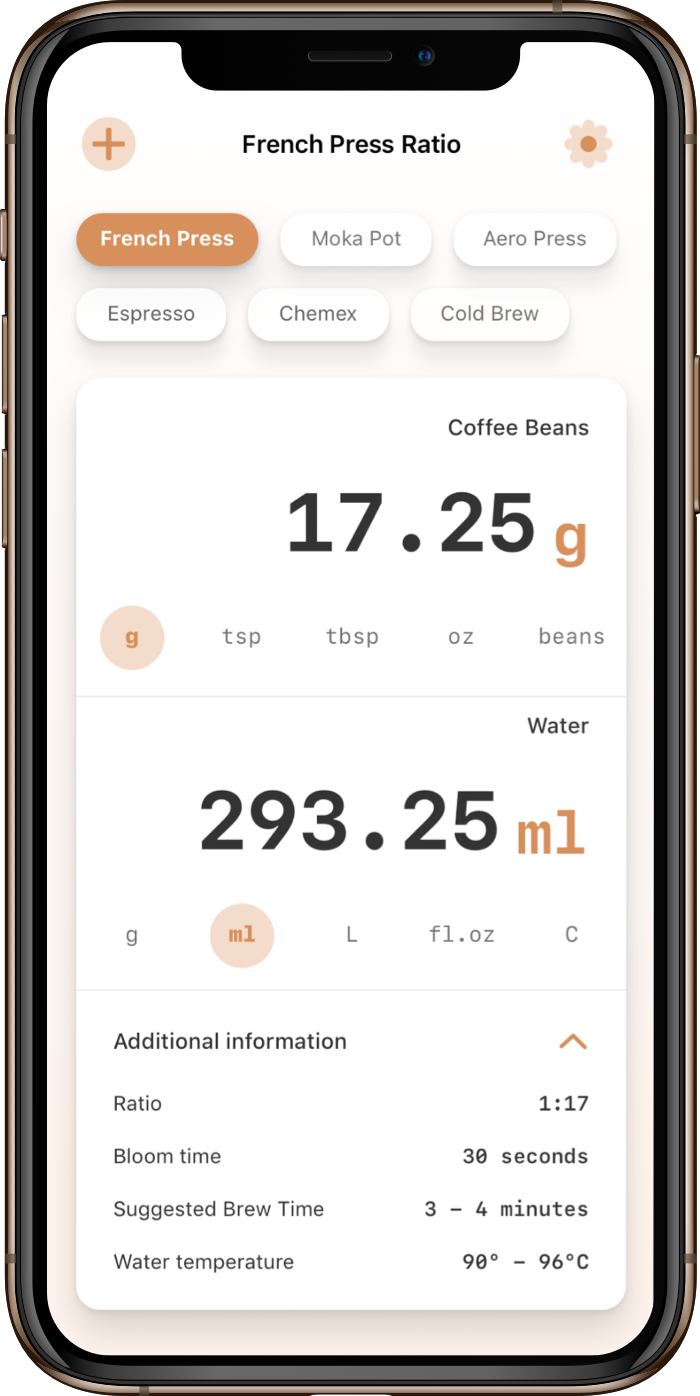 French Press Ratio
French Press Moka Pot Aero Press
Espresso Chemex Cold Brew
Coffee Beans
17.25 g
g tsp tbsp oz beans
Water
293.25 ml
g ml L fl.oz C
Additional information
Ratio 1:17
Bloom time 30 seconds
Suggested Brew Time 3 – 4 minutes
Water temperature 90° – 96°C